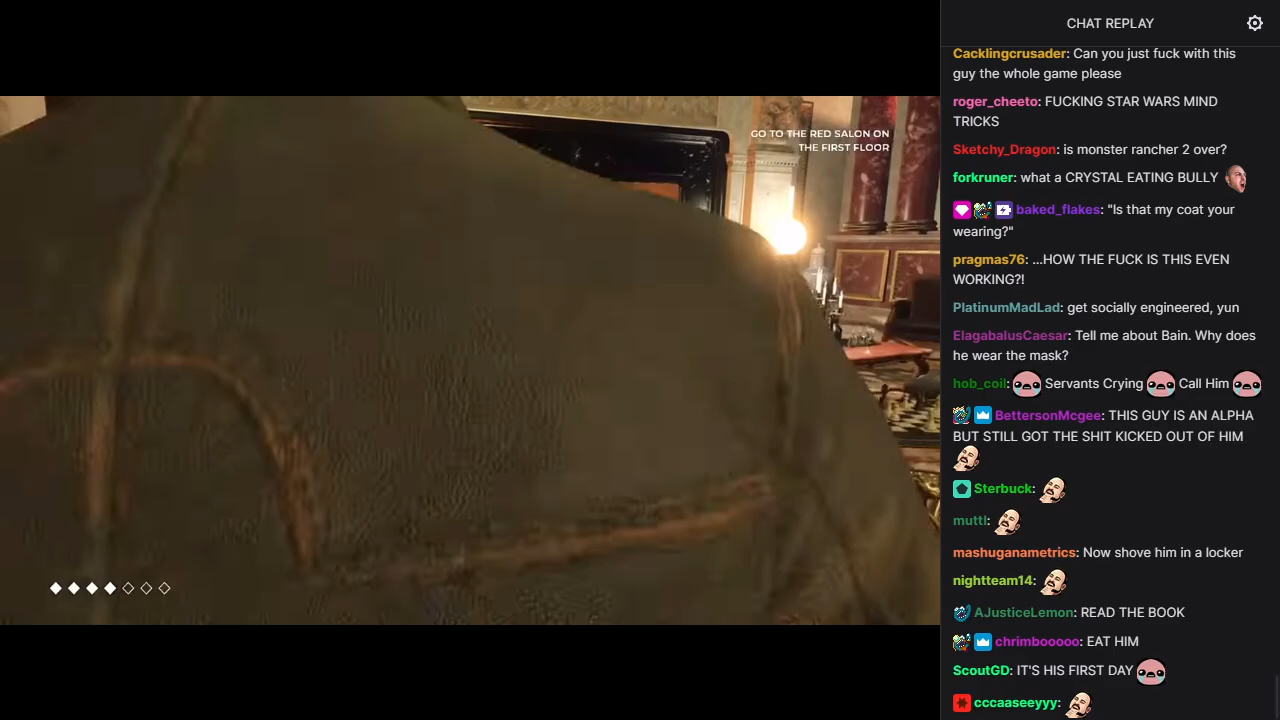 CHAT REPLAY
Cacklingcrusader: Can you just fuck with this
guy the whole game please
roger_cheeto: FUCKING STAR WARS MIND
TRICKS
Sketchy_Dragon: is monster rancher 2 over?
forkruner: what a CRYSTAL EATING BULLY
baked_flakes: "Is that my coat your
wearing?"
pragmas76: ...HOW THE FUCK IS THIS EVEN
WORKING?!
PlatinumMadLad: get socially engineered, yun
ElagabalusCaesar: Tell me about Bain. Why does
he wear the mask?
hob_coil: Servants Crying Call Him
BettersonMcgee: THIS GUY IS AN ALPHA
BUT STILL GOT THE SHIT KICKED OUT OF HIM
Sterbuck:
muttl:
mashuganametrics: Now shove him in a locker
nightteam14:
AJusticeLemon: READ THE BOOK
chrimbooooo: EAT HIM
ScoutGD: IT'S HIS FIRST DAY
cccaaseeyyy:
GO TO THE RED SALON ON
THE FIRST FLOOR